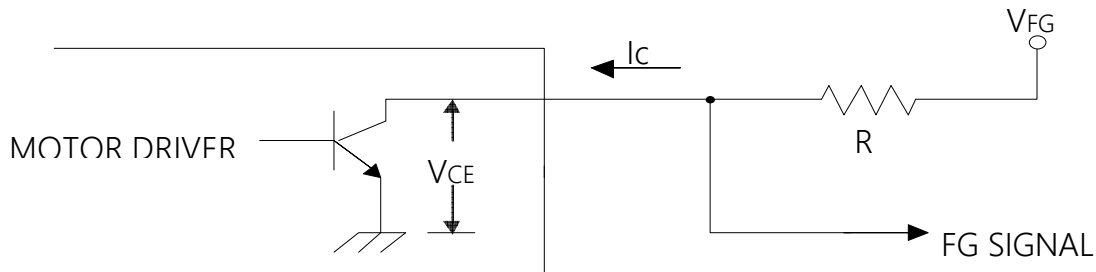 VFG
IC
R
MOTOR DRIVER
VCE
FG SIGNAL